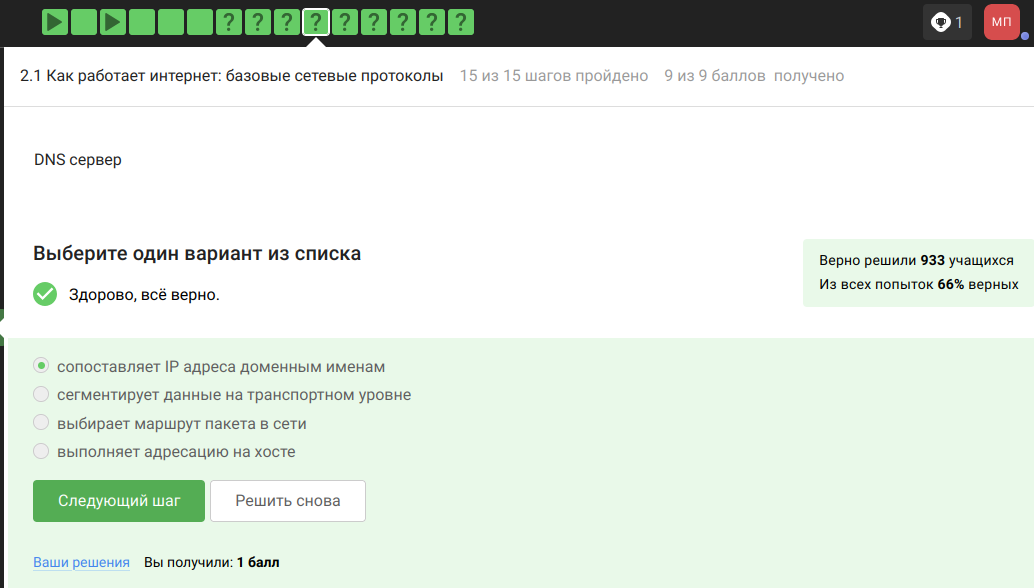 ? ? ? ? ? ? ? ? ?
1
МП
2.1 Как работает интернет: базовые сетевые протоколы 15 из 15 шагов пройдено 9 из 9 баллов получено
DNS сервер
Выберите один вариант из списка
Здорово, всё верно.
Верно решили 933 учащихся
Из всех попыток 66% верных
сопоставляет IP адреса доменным именам
сегментирует данные на транспортном уровне
выбирает маршрут пакета в сети
выполняет адресацию на хосте
Следующий шаг Решить снова
Ваши решения Вы получили: 1 балл